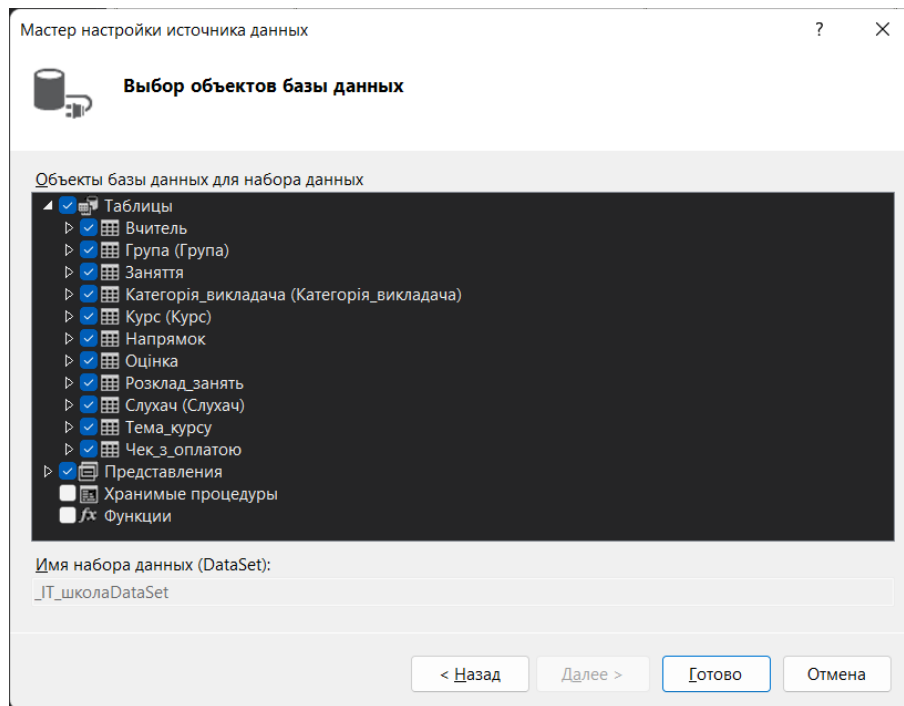 Мастер настройки источника данных ?
Выбор объектов базы данных
Объекты базы данных для набора данных
Таблицы
Вчитель
Група (Група)
Заняття
Категорія_викладача (Категорія_викладача)
Курс (Курс)
Напрямок
Оцінка
Розклад_занять
Слухач (Слухач)
Тема_курсу
Чек_з_оплатою
Представления
Хранимые процедуры
fx Функции
Имя набора данных (DataSet):
_IT_школаDataSet
< Назад Далее > Готово Отмена